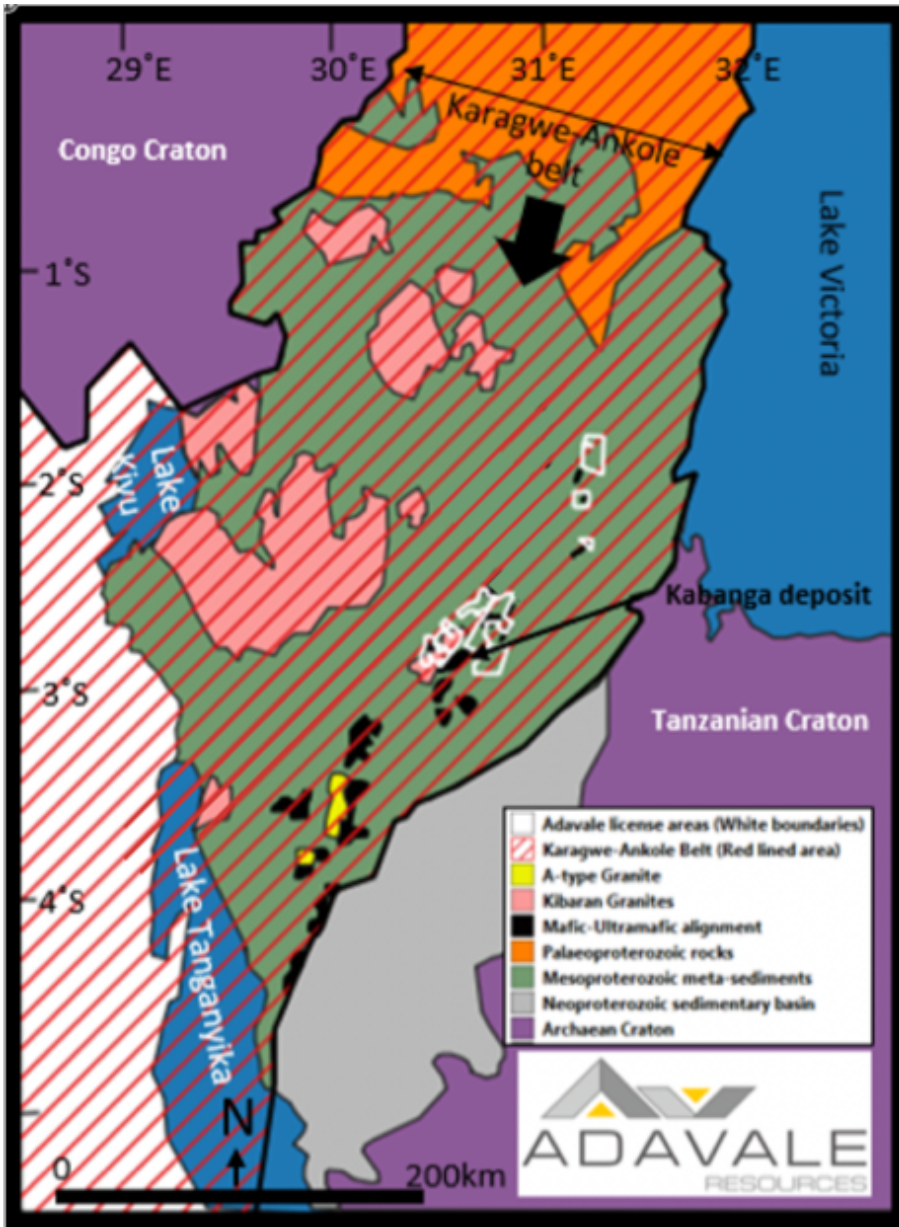 29°E
30°E
31°E
32°E
Karagwe-Ankole
belt
Congo Craton
Lake Victoria
1°S
Lake
Kivu
2°S
Kabanga deposit
3°S
Tanzanian Craton
Adavale license areas (White boundaries)
Karagwe-Ankole Belt (Red lined area)
A-type Granite
Kibaran Granites
Mafic-Ultramafic alignment
Palaeoproterozoic rocks
Mesoproterozoic meta-sediments
Neoproterozoic sedimentary basin
Archaean Craton
4°S
Lake Tanganyika
N
0
200km
ADAVALE
RESOURCES